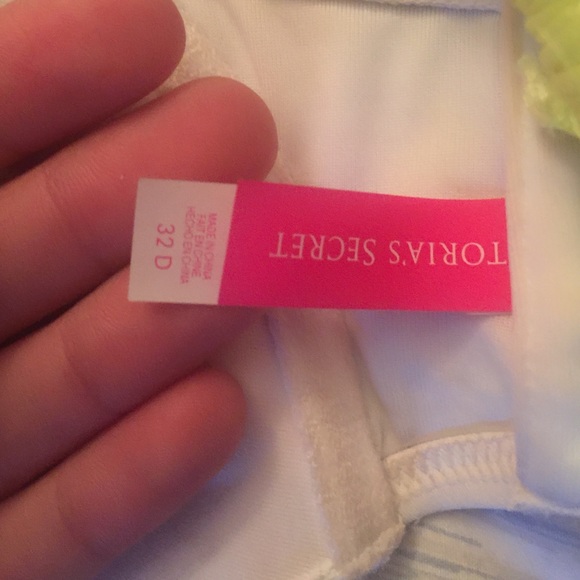 TORIA'S SECRET
MADE IN CHINA
FAIT EN CHINE
HECHO EN CHINA
32 D